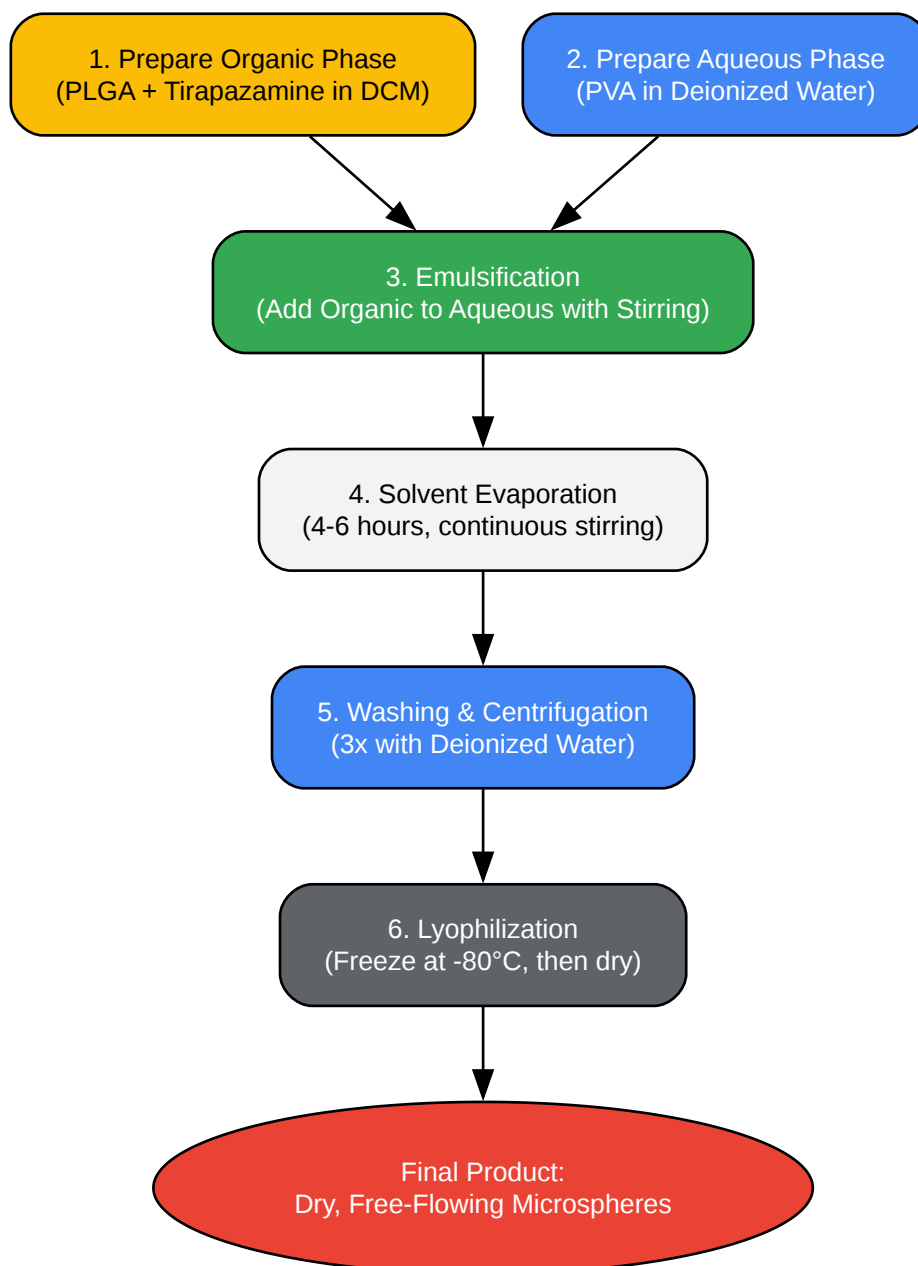 1. Prepare Organic Phase
(PLGA + Tirapazamine in DCM)
2. Prepare Aqueous Phase
(PVA in Deionized Water)
3. Emulsification
(Add Organic to Aqueous with Stirring)
4. Solvent Evaporation
(4-6 hours, continuous stirring)
5. Washing & Centrifugation
(3x with Deionized Water)
6. Lyophilization
(Freeze at -80°C, then dry)
Final Product:
Dry, Free-Flowing Microspheres